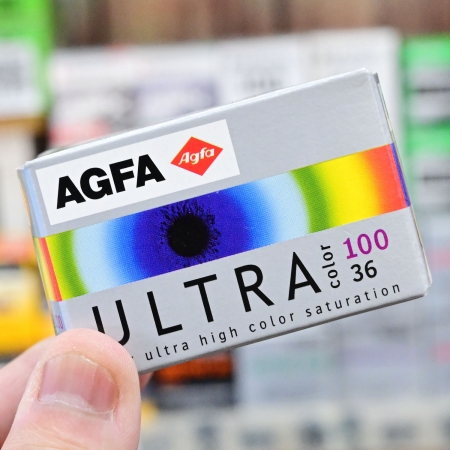 AGFA Agfa
ULTRA color 100
36
ultra high color saturation